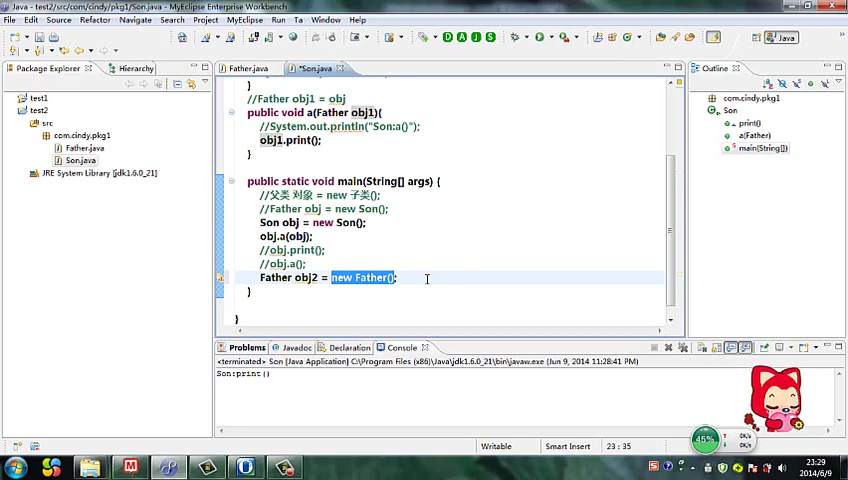 MyEclipse Java Enterprise - test2/src/com/cindy/pkg1/Son.java - MyEclipse Enterprise Workbench
File Edit Source Refactor Navigate Search Project MyEclipse Run Ta Window Help
Java
Package Explorer Hierarchy
test1
test2
src
com.cindy.pkg1
Father.java
Son.java
JRE System Library [jdk1.6.0_21]
Father.java *Son.java
}
//Father obj1 = obj
public void a(Father obj1){
//System.out.println("Son:a()");
obj1.print();
}
public static void main(String[] args) {
//父类 对象 = new 子类();
//Father obj = new Son();
Son obj = new Son();
obj.a(obj);
//obj.print();
//obj.a();
Father obj2 = new Father();
}
}
Outline
com.cindy.pkg1
Son
print()
a(Father)
main(String[])
Problems Javadoc Declaration Console
<terminated> Son [Java Application] C:\Program Files (x86)\Java\jdk1.6.0_21\bin\javaw.exe (Jun 9, 2014 11:28:41 PM)
Son:print()
45%
0K/s
0K/s
Writable Smart Insert 23 : 35
23:29
2014/6/9